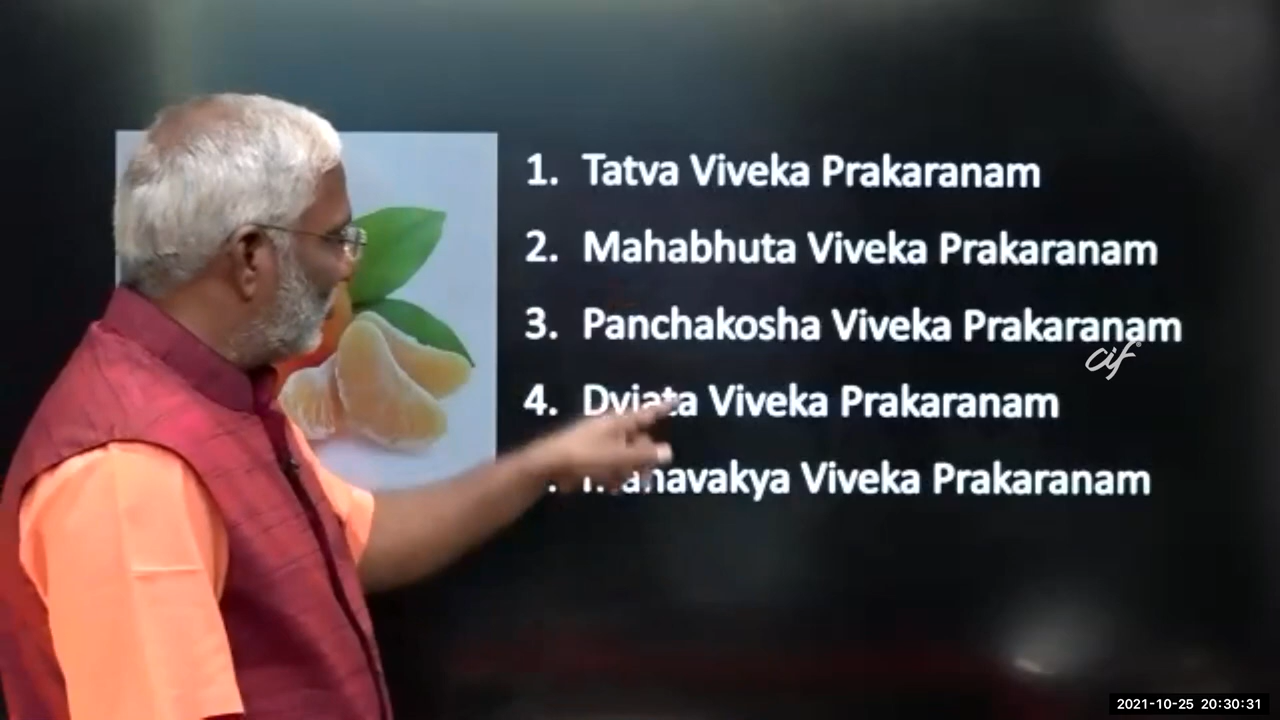 1. Tatva Viveka Prakaranam
2. Mahabhuta Viveka Prakaranam
3. Panchakosha Viveka Prakaranam
cif
4. Viveka Prakaranam
Viveka Prakaranam
2021-10-25 20:30:31